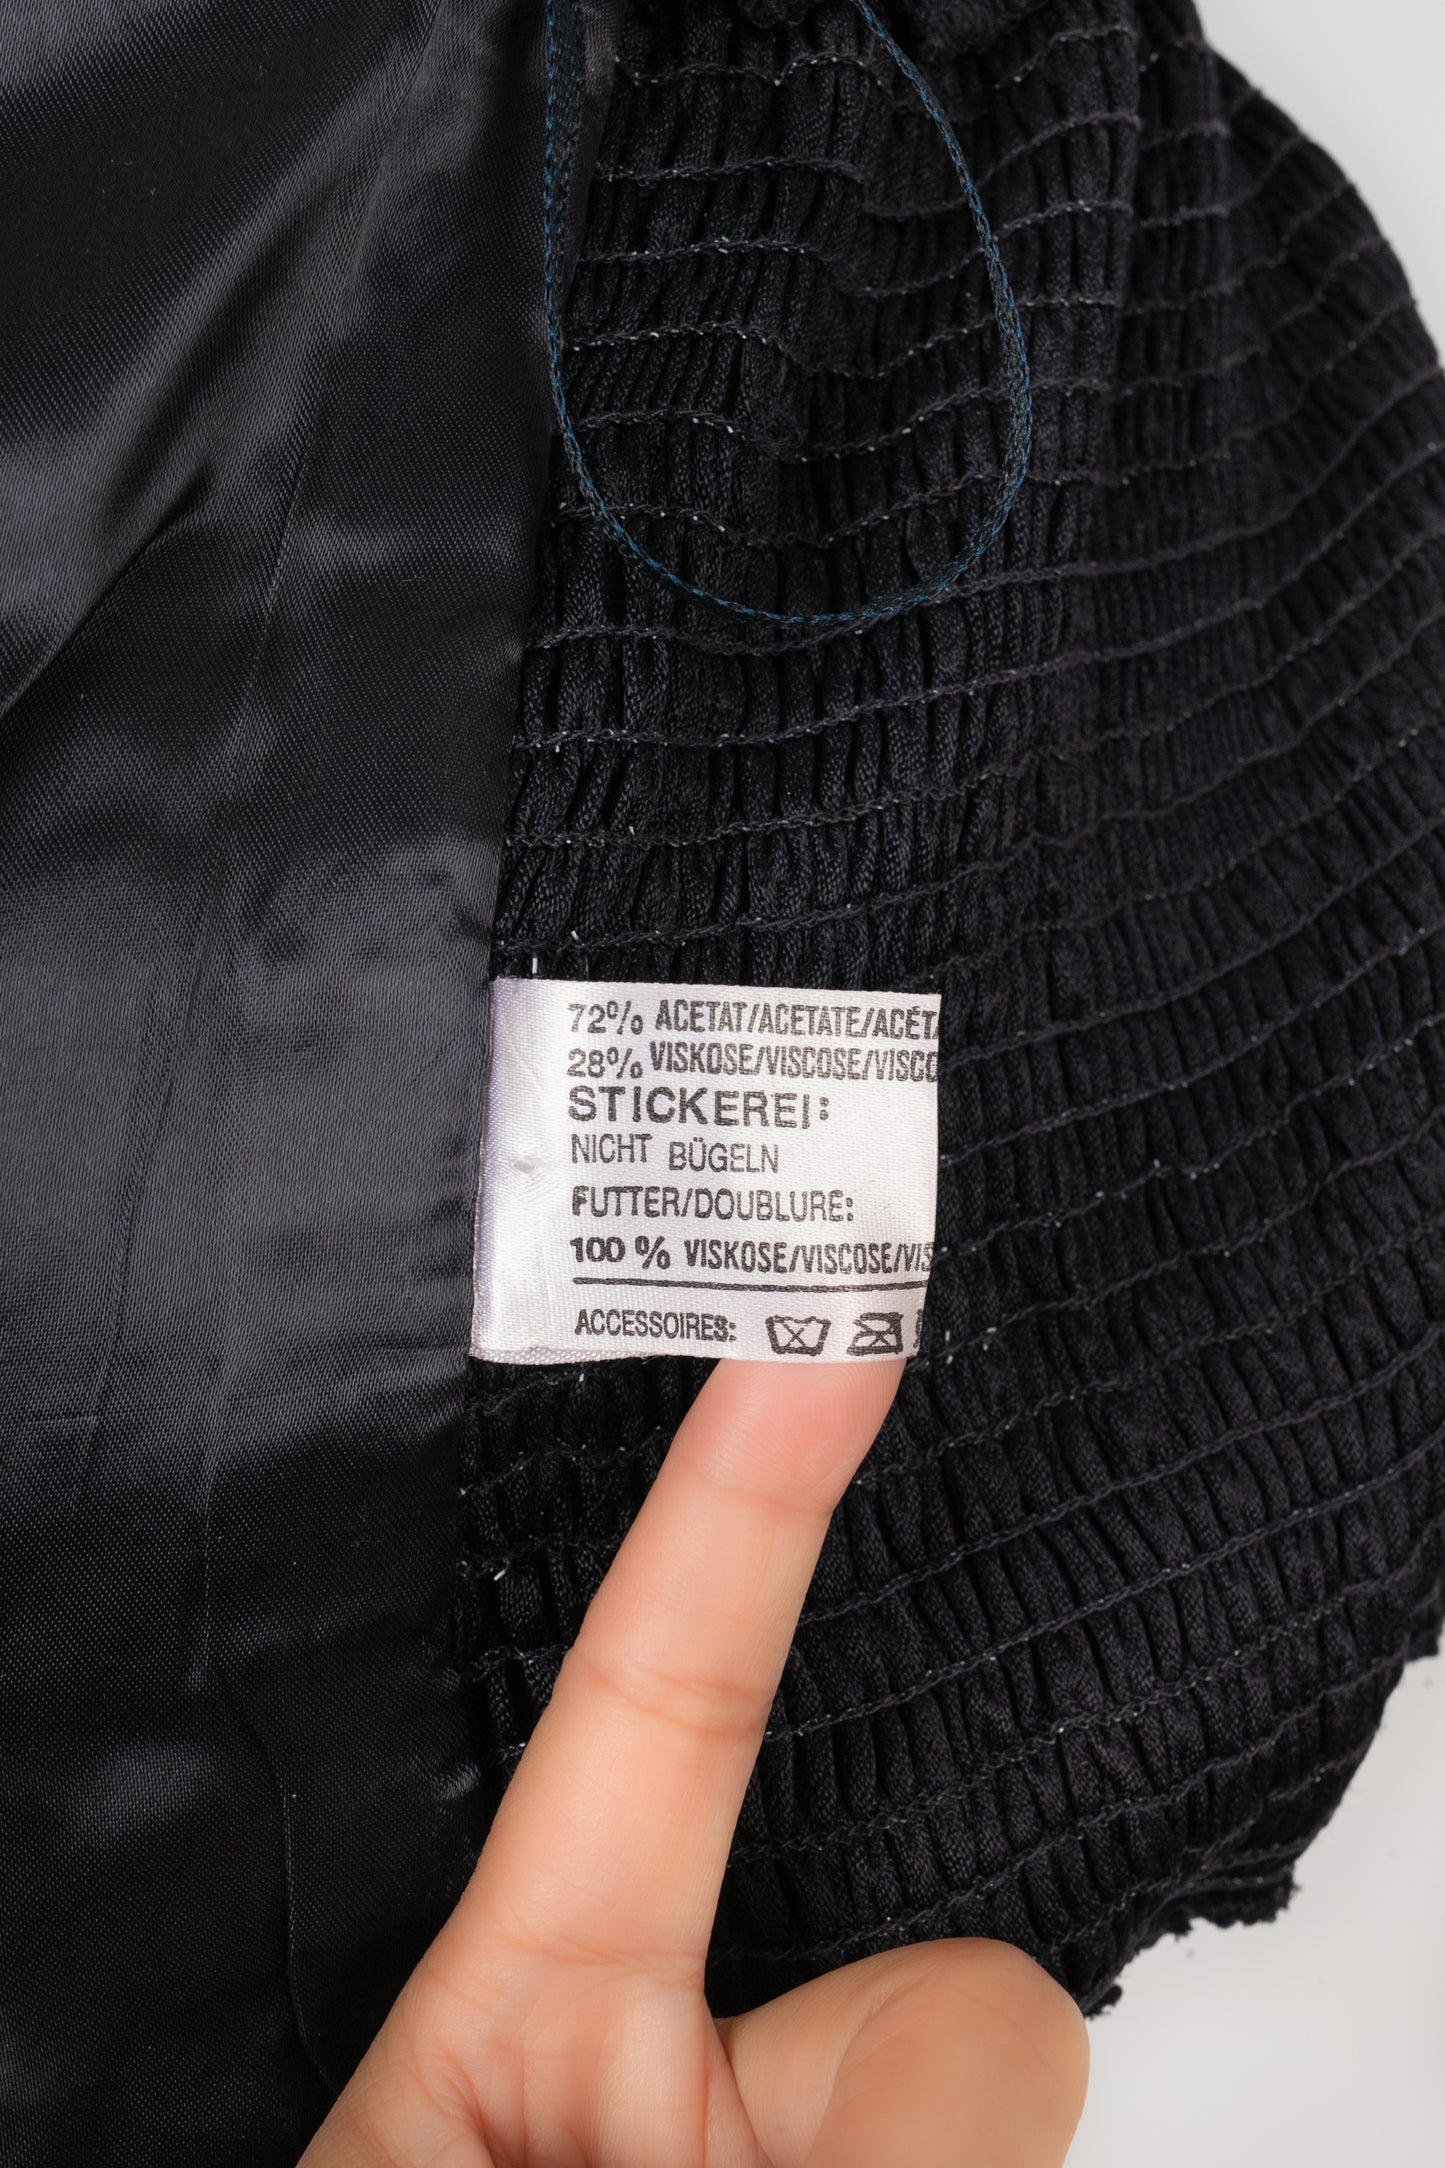 72% ACETAT/ACETATE/ACÉTA
28% VISKOSE/VISCOSE/VISCO
STICKEREI:
NICHT BÜGELN
FUTTER/DOUBLURE:
100 % VISKOSE/VISCOSE/VIS
ACCESSOIRES: